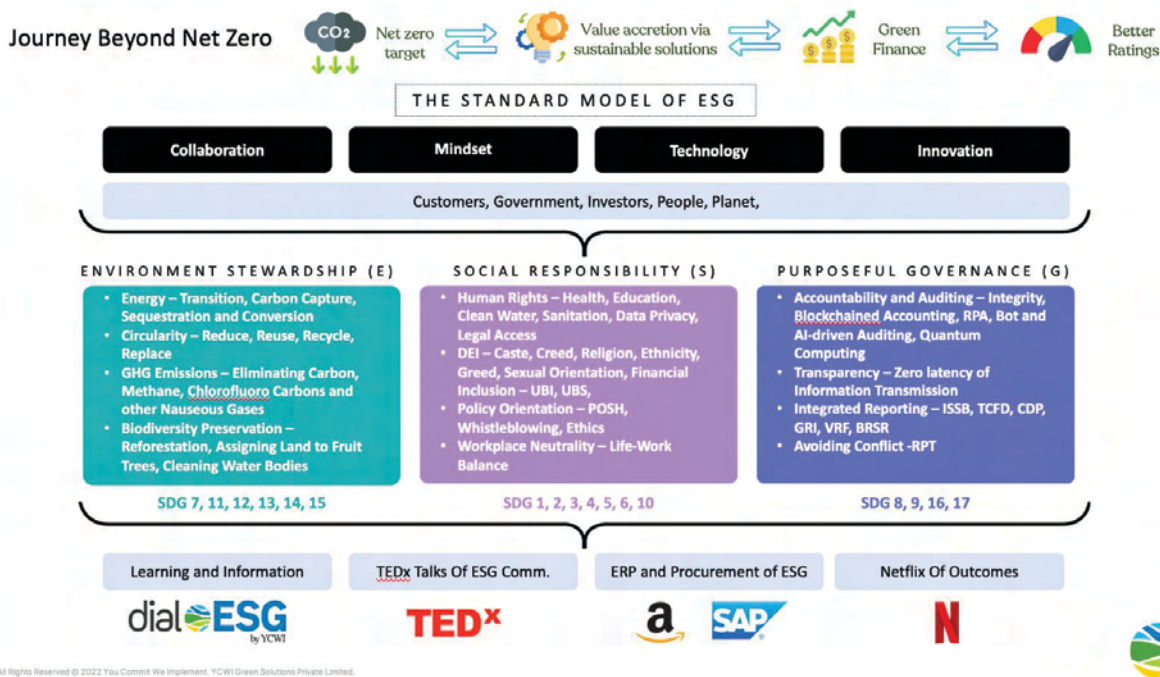 Journey Beyond Net Zero
CO2
Net zero
target
Value accretion via
sustainable solutions
Green
Finance
Better
Ratings
THE STANDARD MODEL OF ESG
Collaboration
Mindset
Technology
Innovation
Customers, Government, Investors, People, Planet,
ENVIRONMENT STEWARDSHIP (E)
• Energy – Transition, Carbon Capture,
Sequestration and Conversion
• Circularity – Reduce, Reuse, Recycle,
Replace
• GHG Emissions – Eliminating Carbon,
Methane, Chlorofluoro Carbons and
other Nauseous Gases
• Biodiversity Preservation –
Reforestation, Assigning Land to Fruit
Trees, Cleaning Water Bodies
SDG 7, 11, 12, 13, 14, 15
SOCIAL RESPONSIBILITY (S)
• Human Rights – Health, Education,
Clean Water, Sanitation, Data Privacy,
Legal Access
• DEI – Caste, Creed, Religion, Ethnicity,
Greed, Sexual Orientation, Financial
Inclusion – UBI, UBS,
• Policy Orientation – POSH,
Whistleblowing, Ethics
• Workplace Neutrality – Life-Work
Balance
SDG 1, 2, 3, 4, 5, 6, 10
PURPOSEFUL GOVERNANCE (G)
• Accountability and Auditing – Integrity,
Blockchained Accounting, RPA, Bot and
AI-driven Auditing, Quantum
Computing
• Transparency – Zero latency of
Information Transmission
• Integrated Reporting – ISSB, TCFD, CDP,
GRI, VRF, BRSR
• Avoiding Conflict -RPT
SDG 8, 9, 16, 17
Learning and Information
TEDx Talks Of ESG Comm.
ERP and Procurement of ESG
Netflix Of Outcomes
dialESG
by YCWI
TEDx
a
SAP
N
All Rights Reserved © 2022 You Commit We Implement. YCWI Green Solutions Private Limited.